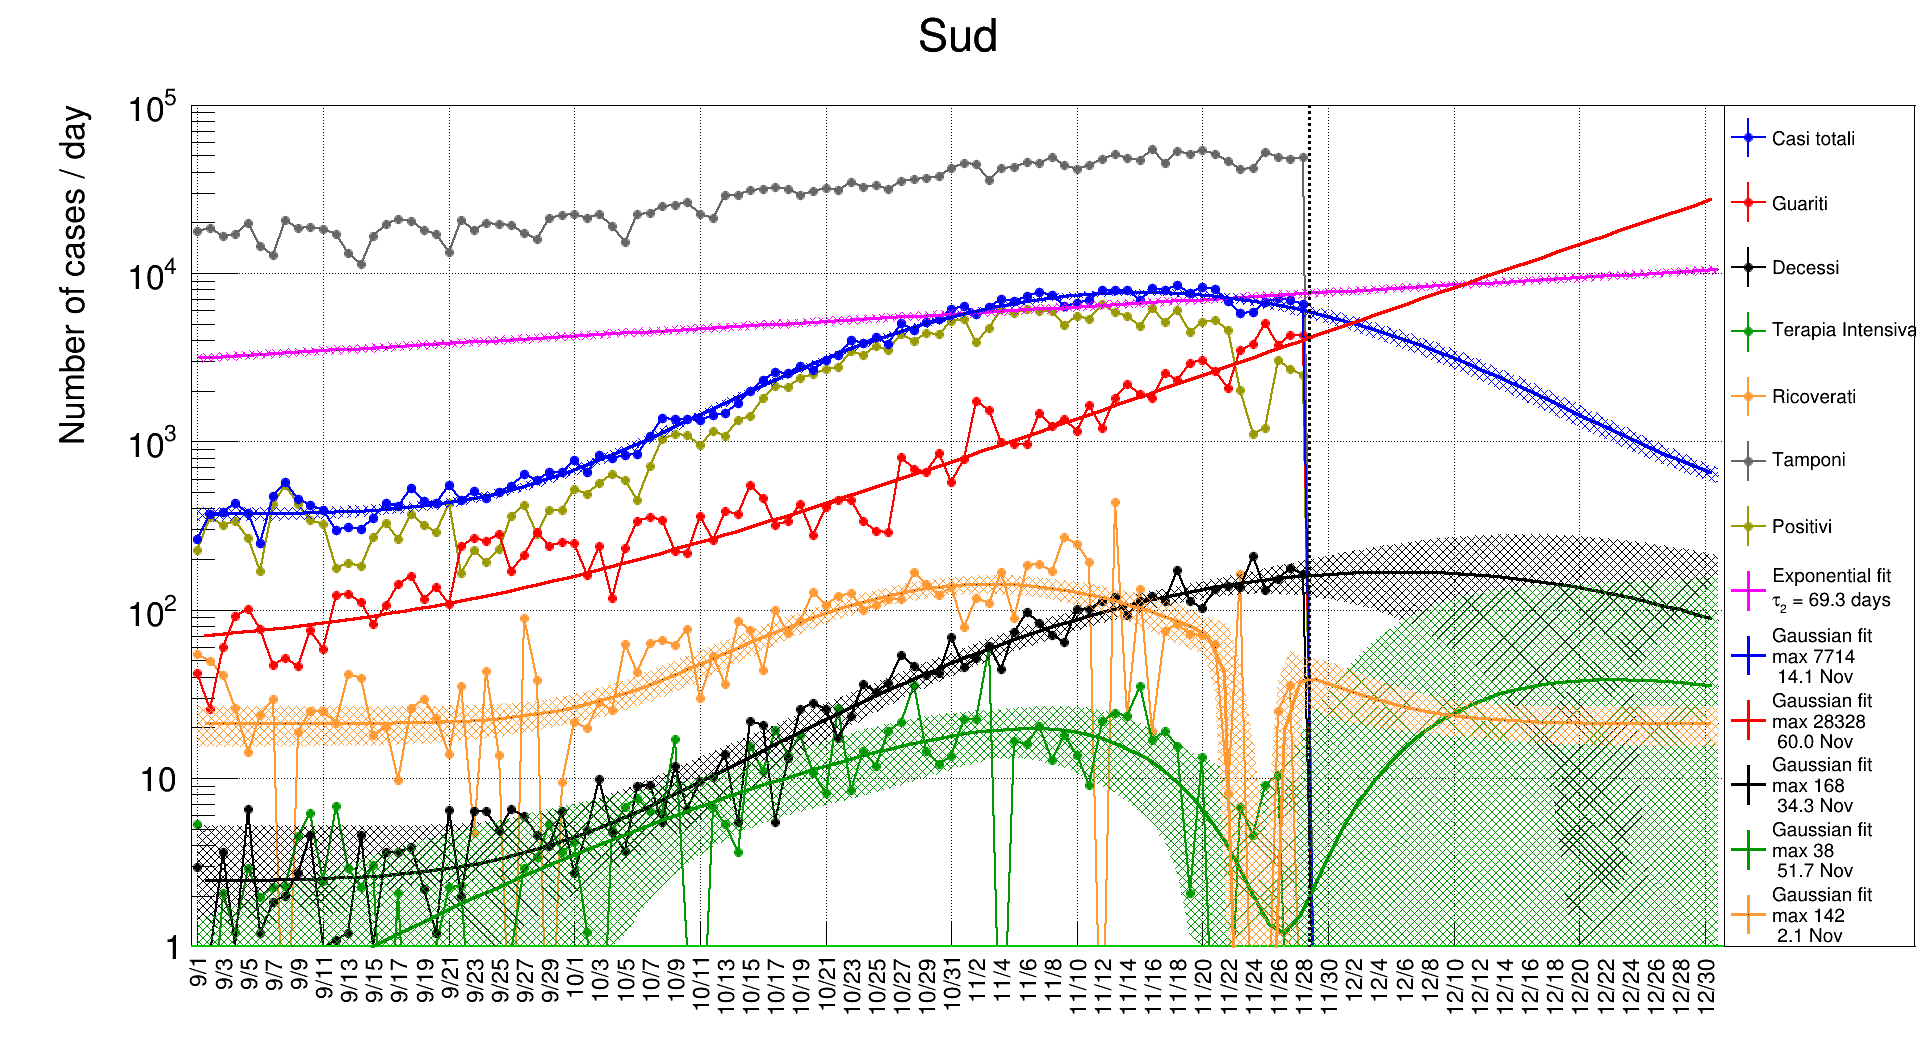 Sud
Number of cases / day
10^5
10^4
10^3
10^2
10
1
9/1
9/3
9/5
9/7
9/9
9/11
9/13
9/15
9/17
9/19
9/21
9/23
9/25
9/27
9/29
10/1
10/3
10/5
10/7
10/9
10/11
10/13
10/15
10/17
10/19
10/21
10/23
10/25
10/27
10/29
10/31
11/2
11/4
11/6
11/8
11/10
11/12
11/14
11/16
11/18
11/20
11/22
11/24
11/26
11/28
11/30
12/2
12/4
12/6
12/8
12/10
12/12
12/14
12/16
12/18
12/20
12/22
12/24
12/26
12/28
12/30
Casi totali
Guariti
Decessi
Terapia Intensiva
Ricoverati
Tamponi
Positivi
Exponential fit
τ₂ = 69.3 days
Gaussian fit
max 7714
14.1 Nov
Gaussian fit
max 28328
60.0 Nov
Gaussian fit
max 168
34.3 Nov
Gaussian fit
max 38
51.7 Nov
Gaussian fit
max 142
2.1 Nov